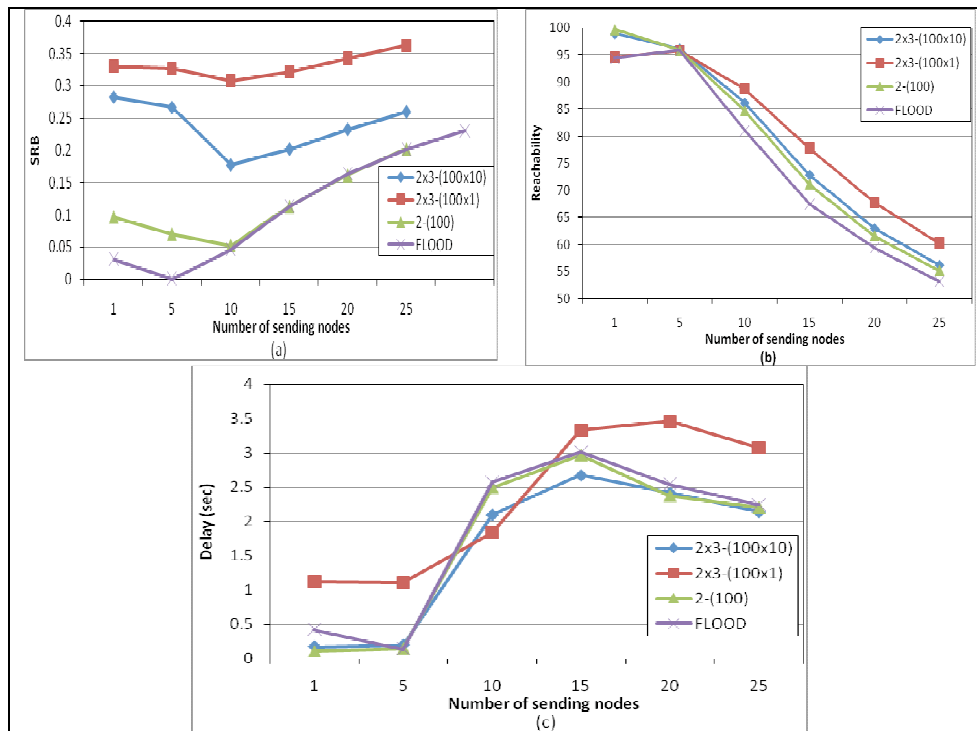 0.4
0.35
0.3
0.25
0.2
0.15
0.1
0.05
0
SRB
1 5 10 15 20 25
Number of sending nodes
(a)
2x3-(100x10)
2x3-(100x1)
2-(100)
FLOOD
100
95
90
85
80
75
70
65
60
55
50
Reachability
1 5 10 15 20 25
Number of sending nodes
(b)
2x3-(100x10)
2x3-(100x1)
2-(100)
FLOOD
4
3.5
3
2.5
2
1.5
1
0.5
0
Delay (sec)
1 5 10 15 20 25
Number of sending nodes
(c)
2x3-(100x10)
2x3-(100x1)
2-(100)
FLOOD